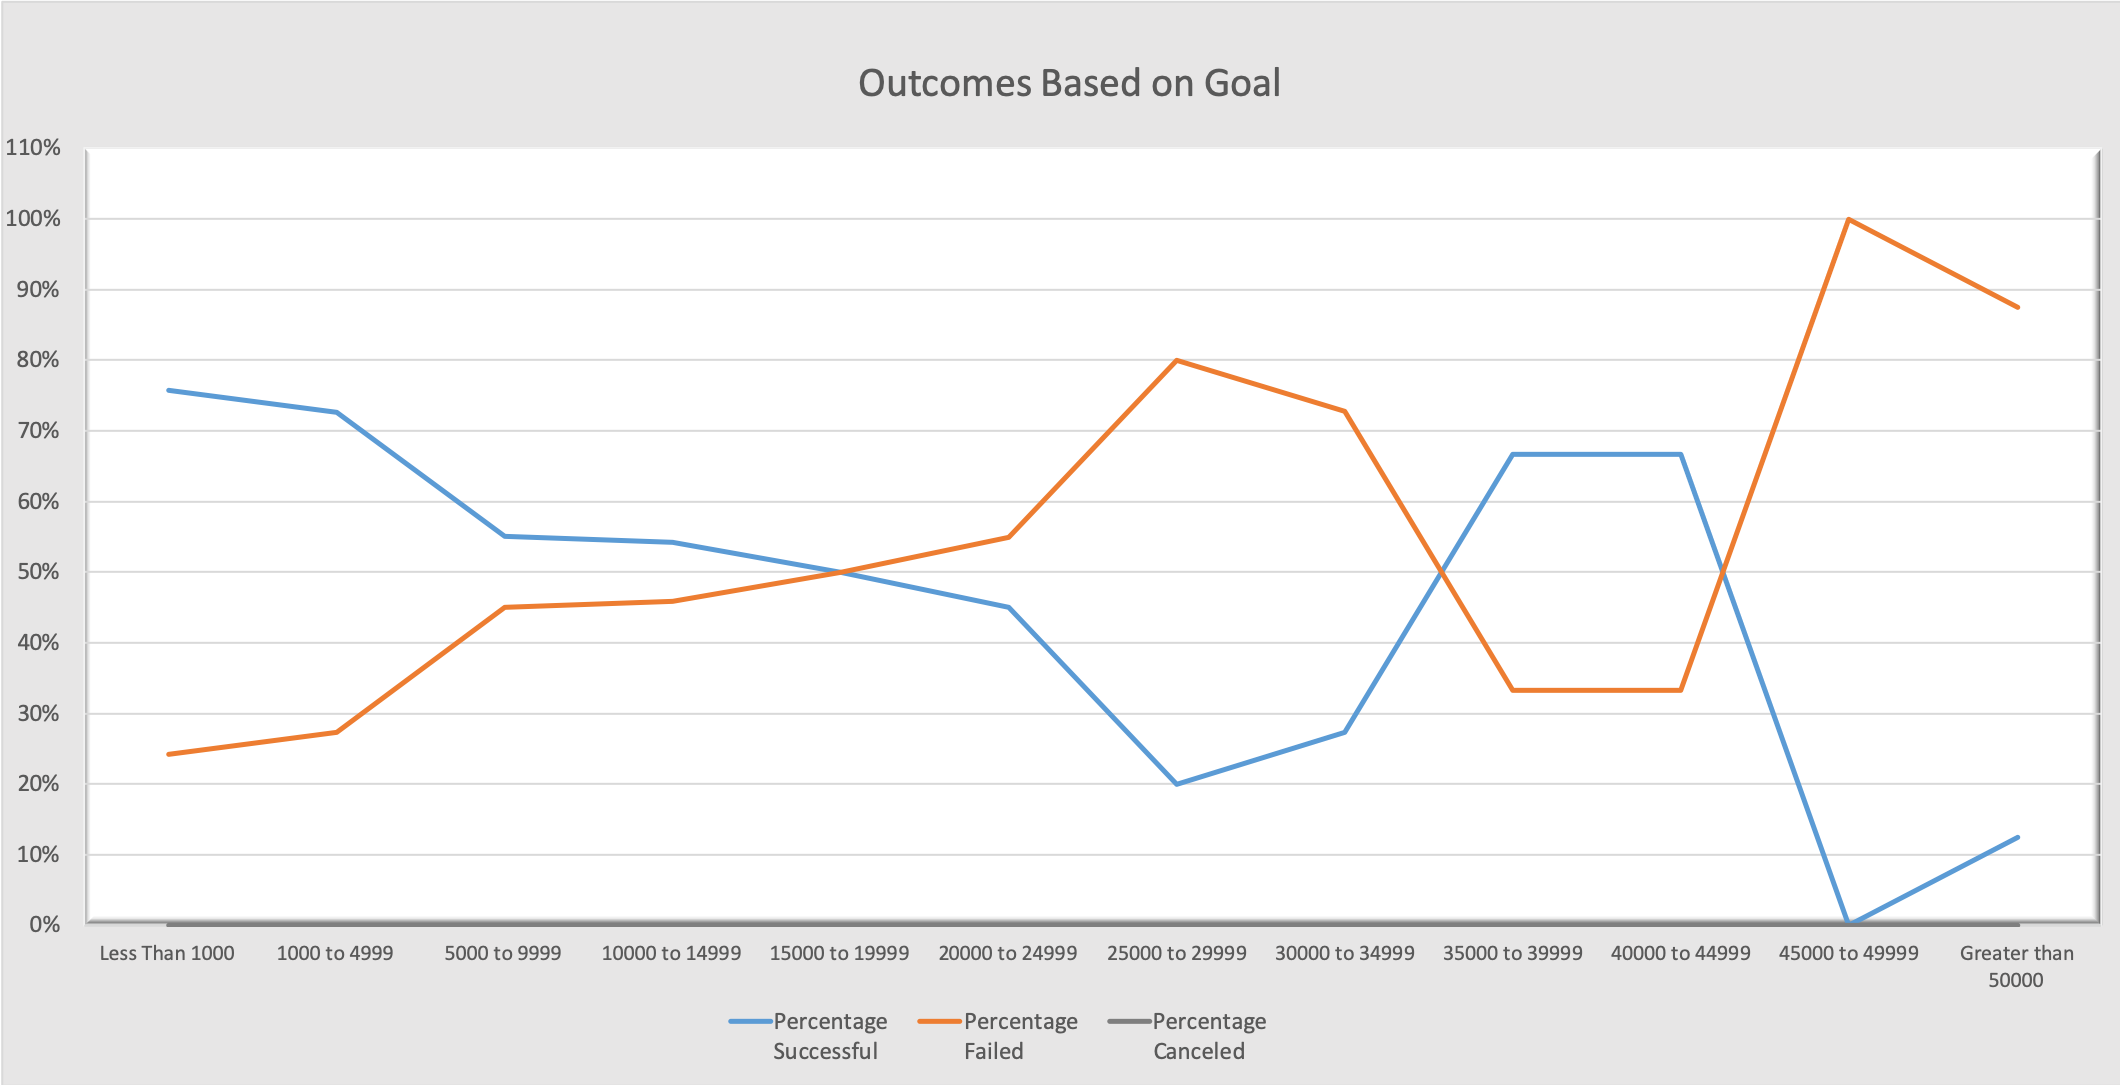 Outcomes Based on Goal
110%
100%
90%
80%
70%
60%
50%
40%
30%
20%
10%
0%
Less Than 1000
1000 to 4999
5000 to 9999
10000 to 14999
15000 to 19999
20000 to 24999
25000 to 29999
30000 to 34999
35000 to 39999
40000 to 44999
45000 to 49999
Greater than
50000
Percentage
Successful
Percentage
Failed
Percentage
Canceled